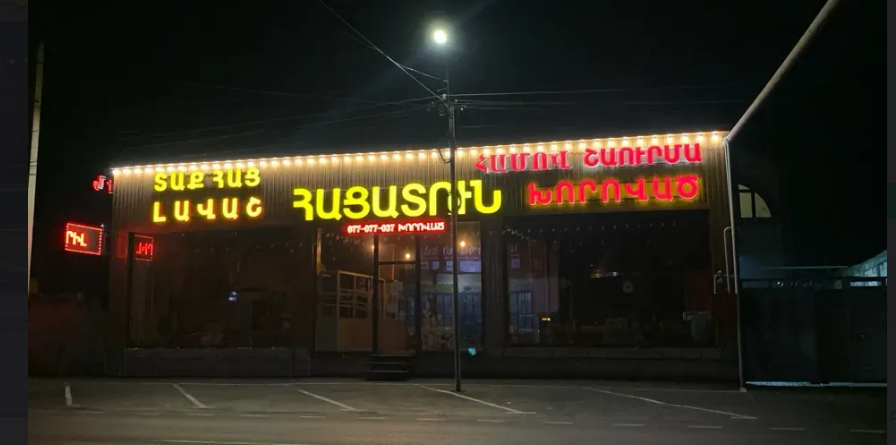 ՏԱՔ ՀԱՑ
ԼԱՎԱՇ
ՀԱՑԱՏՈՒՆ
077-077-037 ԽՈՐՈՎԱԾ
ՀԱՄՈՎ ՇԱՈՒՐՄԱ
ԽՈՐՈՎԱԾ